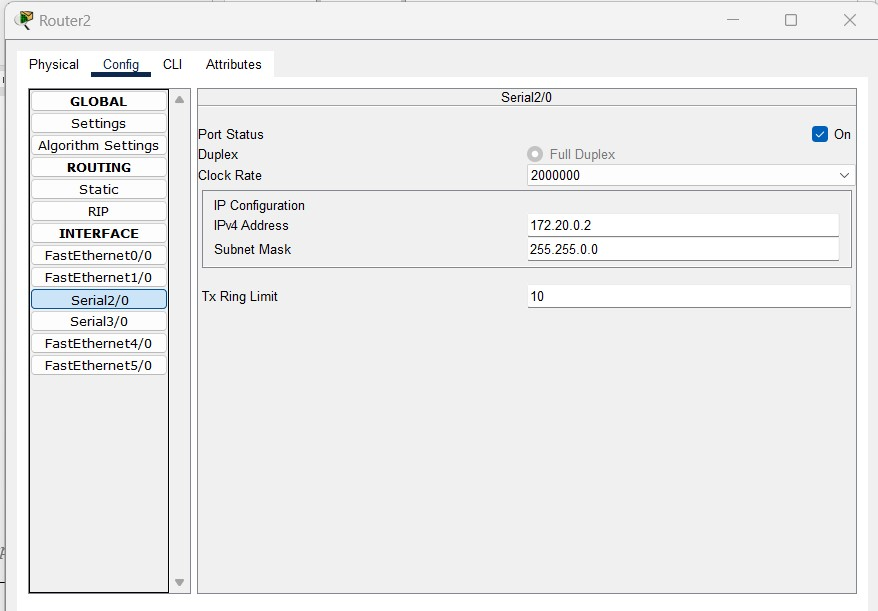 Router2
Physical Config CLI Attributes
GLOBAL
Settings
Algorithm Settings
ROUTING
Static
RIP
INTERFACE
FastEthernet0/0
FastEthernet1/0
Serial2/0
Serial3/0
FastEthernet4/0
FastEthernet5/0
Serial2/0
Port Status On
Duplex Full Duplex
Clock Rate 2000000
IP Configuration
IPv4 Address 172.20.0.2
Subnet Mask 255.255.0.0
Tx Ring Limit 10